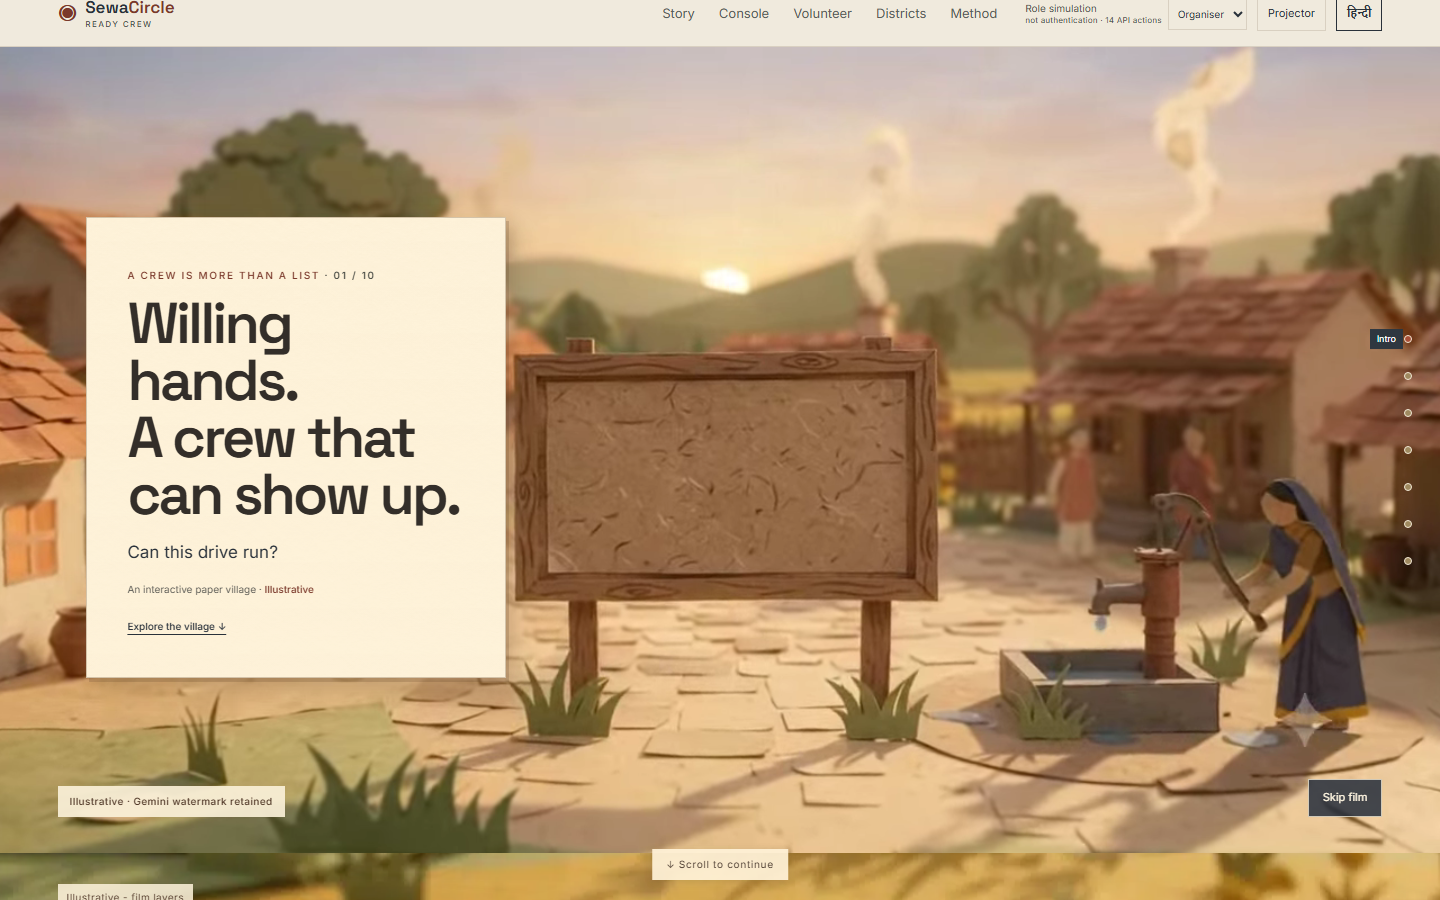 SewaCircle
READY CREW
Story
Console
Volunteer
Districts
Method
Role simulation
not authentication · 14 API actions
Organiser
Projector
हिन्दी
A CREW IS MORE THAN A LIST · 01 / 10
Willing
hands.
A crew that
can show up.
Can this drive run?
An interactive paper village · Illustrative
Explore the village ↓
Intro
Illustrative · Gemini watermark retained
Skip film
↓ Scroll to continue
Illustrative - film layers